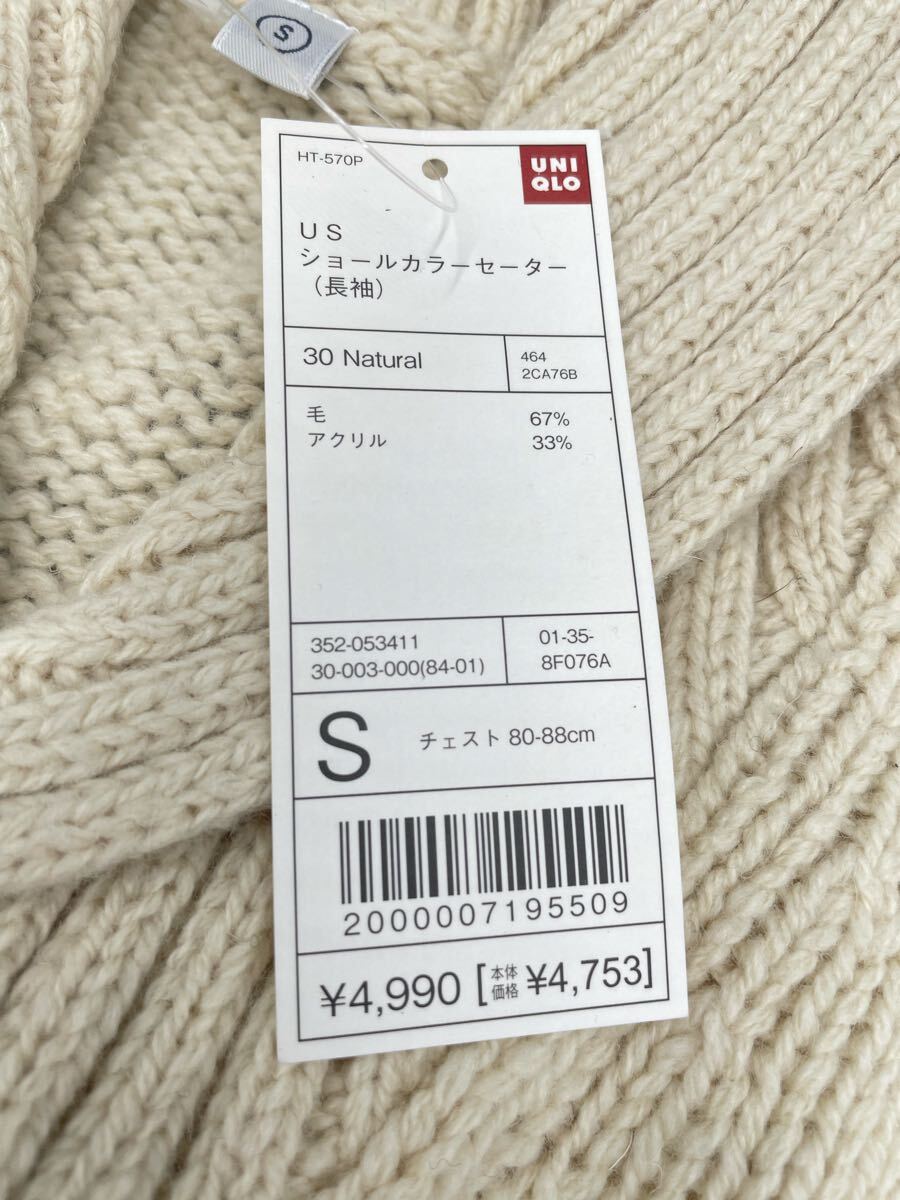 S
HT-570P
UNI
QLO
US
ショールカラーセーター
（長袖）
30 Natural
464
2CA76B
毛 67%
アクリル 33%
352-053411
30-003-000(84-01)
01-35-
8F076A
S チェスト 80-88cm
2000007195509
¥4,990 [本体価格 ¥4,753]